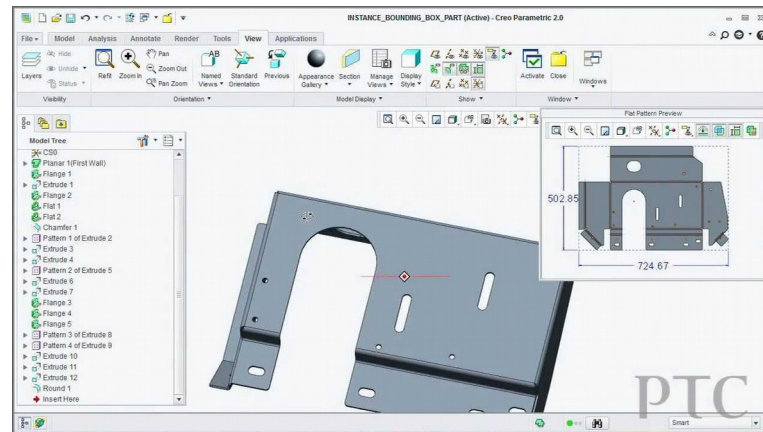 INSTANCE_BOUNDING_BOX_PART (Active) - Creo Parametric 2.0
File Model Analysis Annotate Render Tools View Applications
Hide
Unhide
Status
Layers
Refit
Zoom In
Pan
Zoom Out
Pan Zoom
Named Views
Standard Orientation
Previous
Appearance Gallery
Section
Manage Views
Display Style
Activate
Close
Windows
Visibility
Orientation
Model Display
Show
Window
Model Tree
CS0
Planar 1(First Wall)
Flange 1
Extrude 1
Flange 2
Flat 1
Flat 2
Chamfer 1
Pattern 1 of Extrude 2
Extrude 3
Extrude 4
Pattern 2 of Extrude 5
Extrude 6
Extrude 7
Flange 3
Flange 4
Flange 5
Pattern 3 of Extrude 8
Pattern 4 of Extrude 9
Extrude 10
Extrude 11
Extrude 12
Round 1
Insert Here
Flat Pattern Preview
502.85
724.67
PTC
Smart